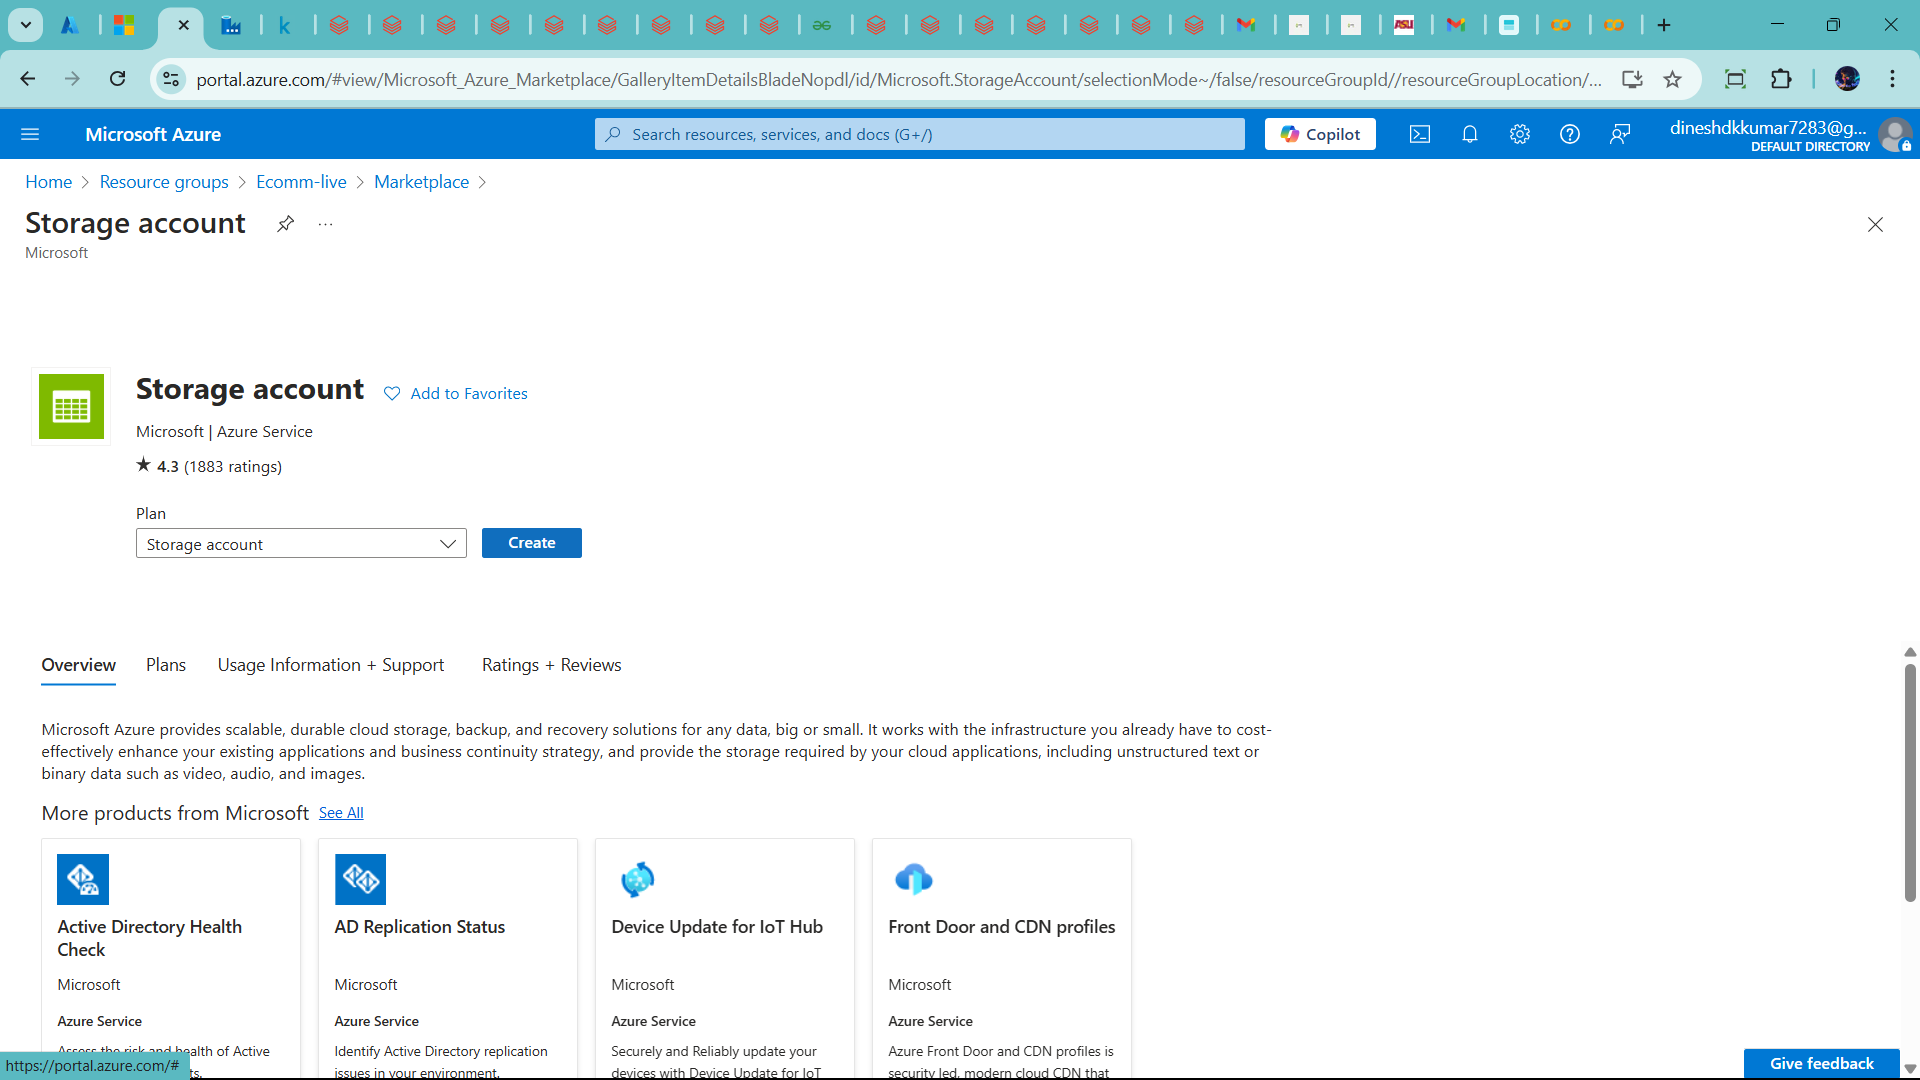 portal.azure.com/#view/Microsoft_Azure_Marketplace/GalleryItemDetailsBladeNopdl/id/Microsoft.StorageAccount/selectionMode~/false/resourceGroupId//resourceGroupLocation/...
Microsoft Azure
Search resources, services, and docs (G+/)
Copilot
dineshdkkumar7283@g...
DEFAULT DIRECTORY
Home
Resource groups
Ecomm-live
Marketplace
Storage account
...
Microsoft
Storage account
Add to Favorites
Microsoft | Azure Service
4.3 (1883 ratings)
Plan
Storage account
Create
Overview
Plans
Usage Information + Support
Ratings + Reviews
Microsoft Azure provides scalable, durable cloud storage, backup, and recovery solutions for any data, big or small. It works with the infrastructure you already have to cost-
effectively enhance your existing applications and business continuity strategy, and provide the storage required by your cloud applications, including unstructured text or
binary data such as video, audio, and images.
More products from Microsoft See All
Active Directory Health
Check
Microsoft
Azure Service
Assess the risk and health of Active
AD Replication Status
Microsoft
Azure Service
Identify Active Directory replication
issues in your environment.
Device Update for IoT Hub
Microsoft
Azure Service
Securely and Reliably update your
devices with Device Update for IoT
Front Door and CDN profiles
Microsoft
Azure Service
Azure Front Door and CDN profiles is
security led, modern cloud CDN that
https://portal.azure.com/#
Give feedback